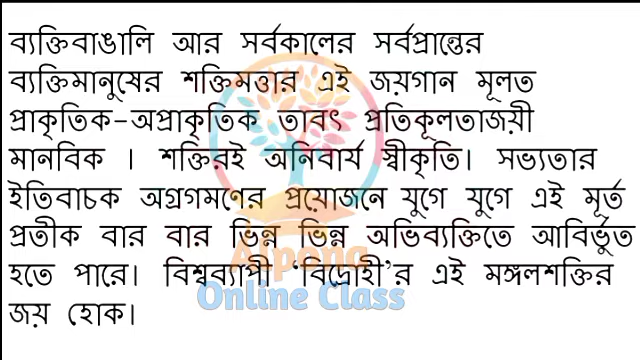 ব্যক্তিবাঙালি আর সর্বকালের সর্বপ্রান্তের
ব্যক্তিমানুষের শক্তিমত্তার এই জয়গান মূলত
প্রাকৃতিক-অপ্রাকৃতিক তাবৎ প্রতিকূলতাজয়ী
মানবিক । শক্তিরই অনিবার্য স্বীকৃতি। সভ্যতার
ইতিবাচক অগ্রগমণের প্রয়োজনে যুগে যুগে এই মূর্ত
প্রতীক বার বার ভিন্ন ভিন্ন অভিব্যক্তিতে আবির্ভূত
হতে পারে। বিশ্বব্যাপী ‘বিদ্রোহী’র এই মঙ্গলশক্তির
জয় হোক।
Alpona
Online Class